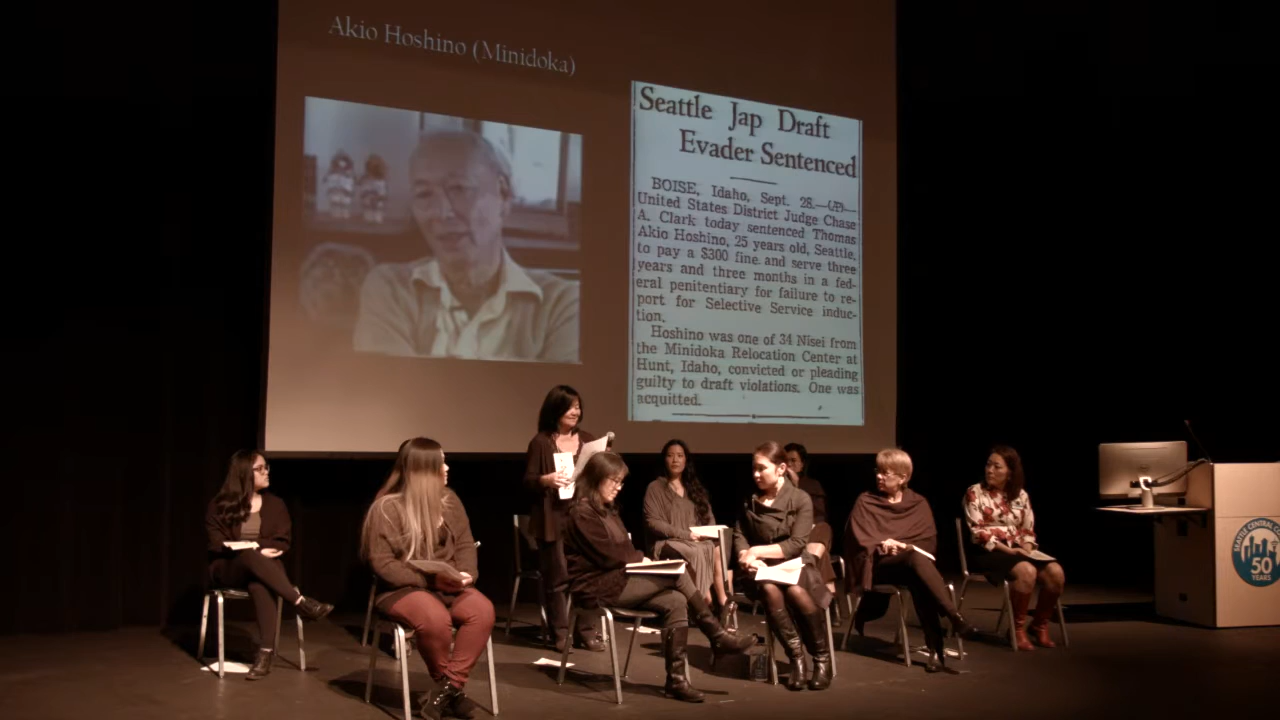 Akio Hoshino (Minidoka)
Seattle Jap Draft
Evader Sentenced
BOISE, Idaho, Sept. 28.—(AP)—
United States District Judge Chase
A. Clark today sentenced Thomas
Akio Hoshino, 25 years old, Seattle,
to pay a $300 fine and serve three
years and three months in a fed-
eral penitentiary for failure to re-
port for Selective Service induc-
tion.
Hoshino was one of 34 Nisei from
the Minidoka Relocation Center at
Hunt, Idaho, convicted or pleading
guilty to draft violations. One was
acquitted.
SEATTLE CENTRAL
50
YEARS